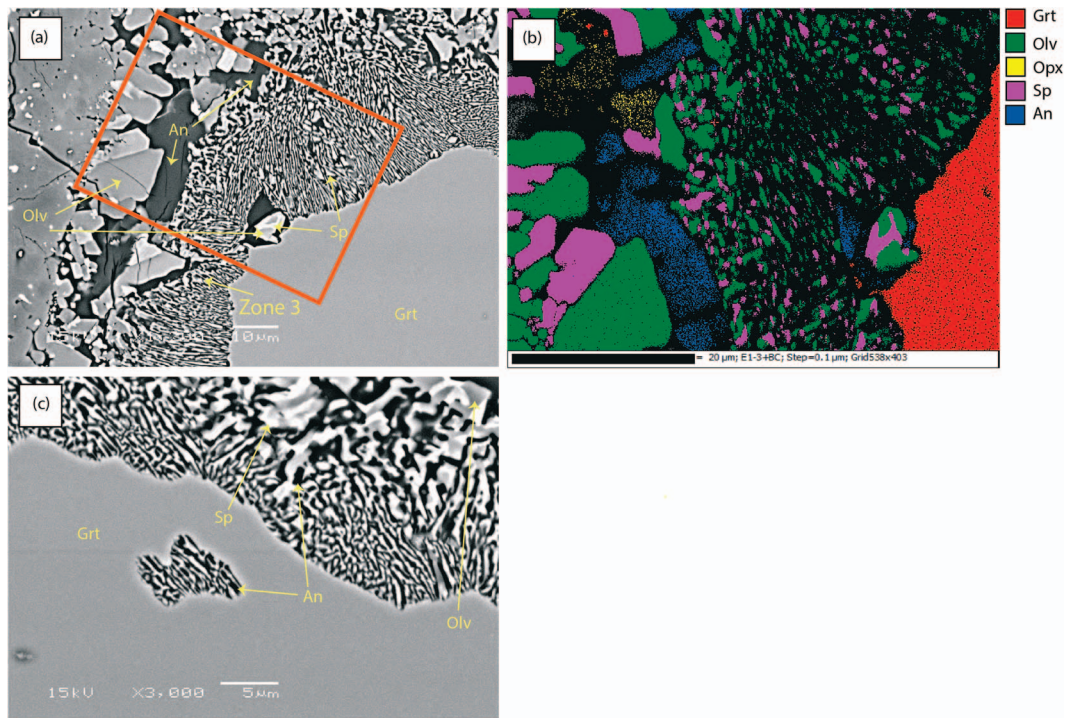 (a)
An
Olv
Sp
Zone 3
10μm
Grt
(b)
Grt
Olv
Opx
Sp
An
= 20 μm; E1-3+BC; Step=0.1 μm; Grid538x403
(c)
Grt
Sp
An
Olv
15kV X3,000 5μm